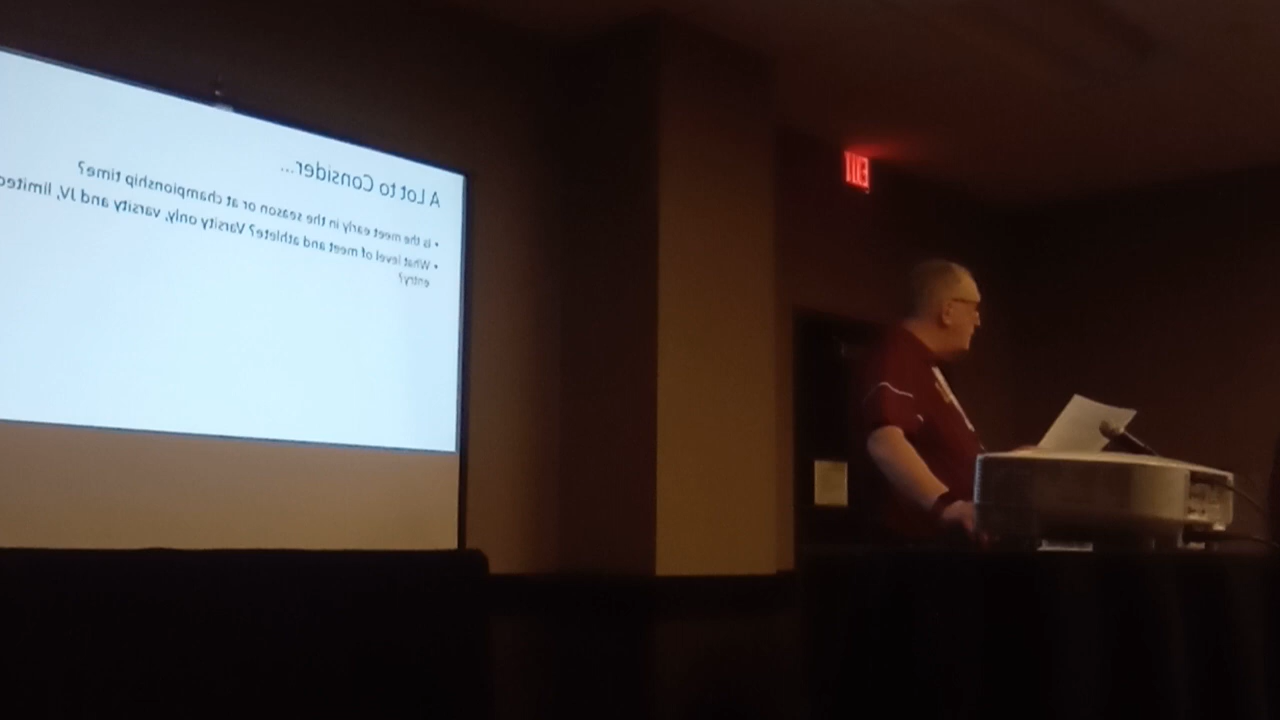 A Lot to Consider...
• Is the meet early in the season or at championship time?
• What level of meet and athlete? Varsity only, varsity and JV, limited
entry?
EXIT